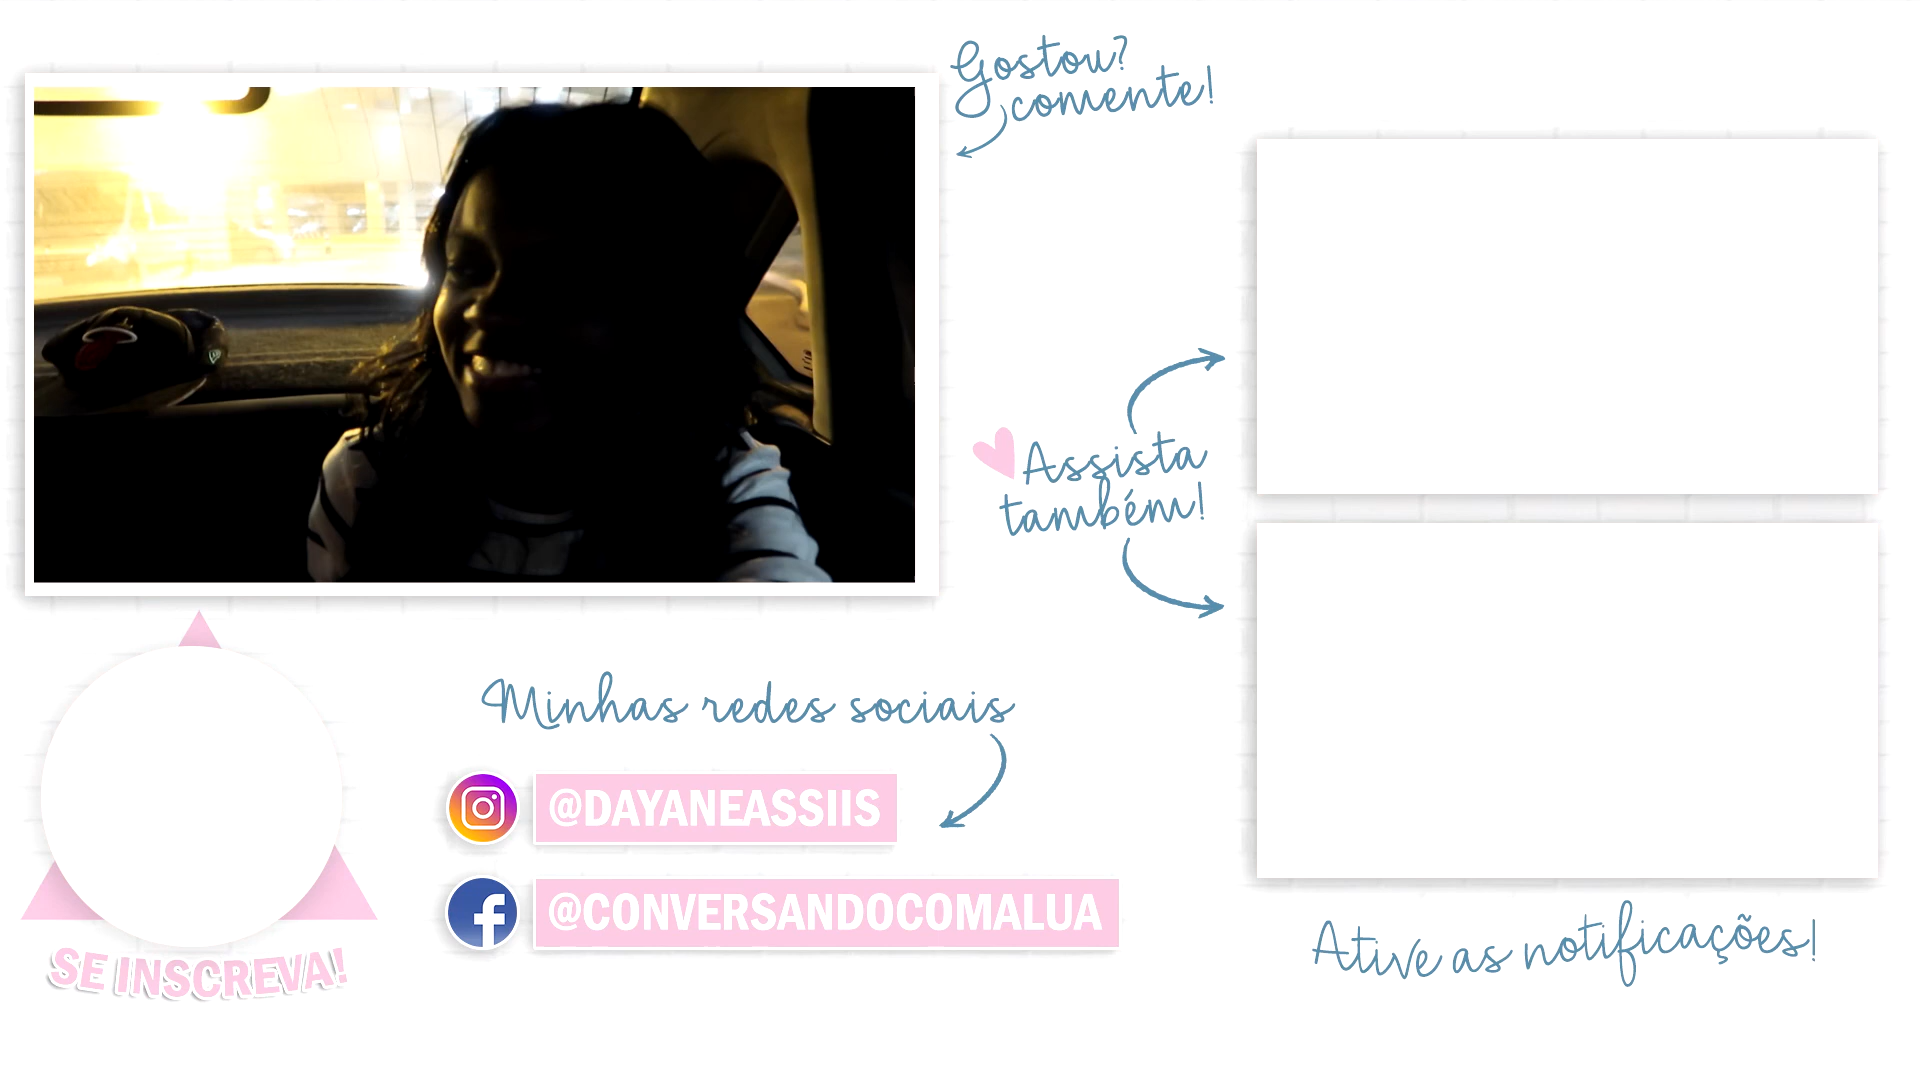 Gostou?
comente!
Assista
também!
Minhas redes sociais
@DAYANEASSIIS
@CONVERSANDOCOMALUA
SE INSCREVA!
Ative as notificações!